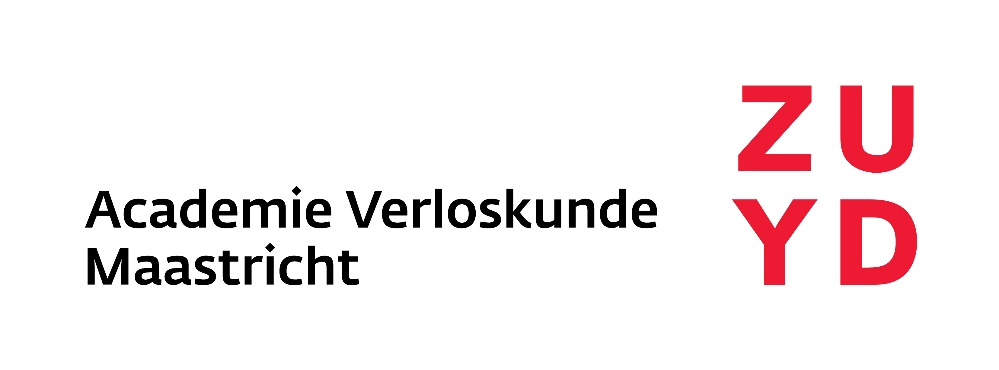 Academie Verloskunde
Maastricht
ZU
YD